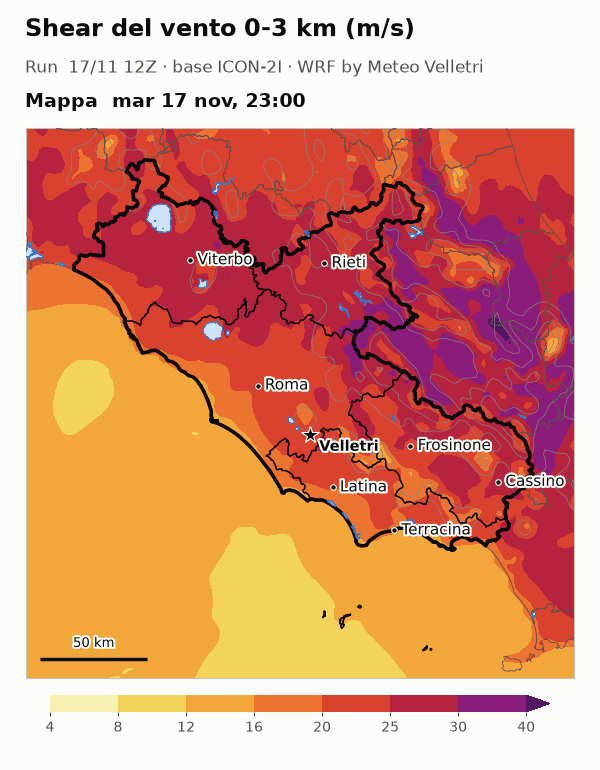 Shear del vento 0-3 km (m/s)
Run 17/11 12Z · base ICON-2I · WRF by Meteo Velletri
Mappa mar 17 nov, 23:00
Viterbo
Rieti
Roma
Velletri
Frosinone
Latina
Cassino
Terracina
50 km
4 8 12 16 20 25 30 40